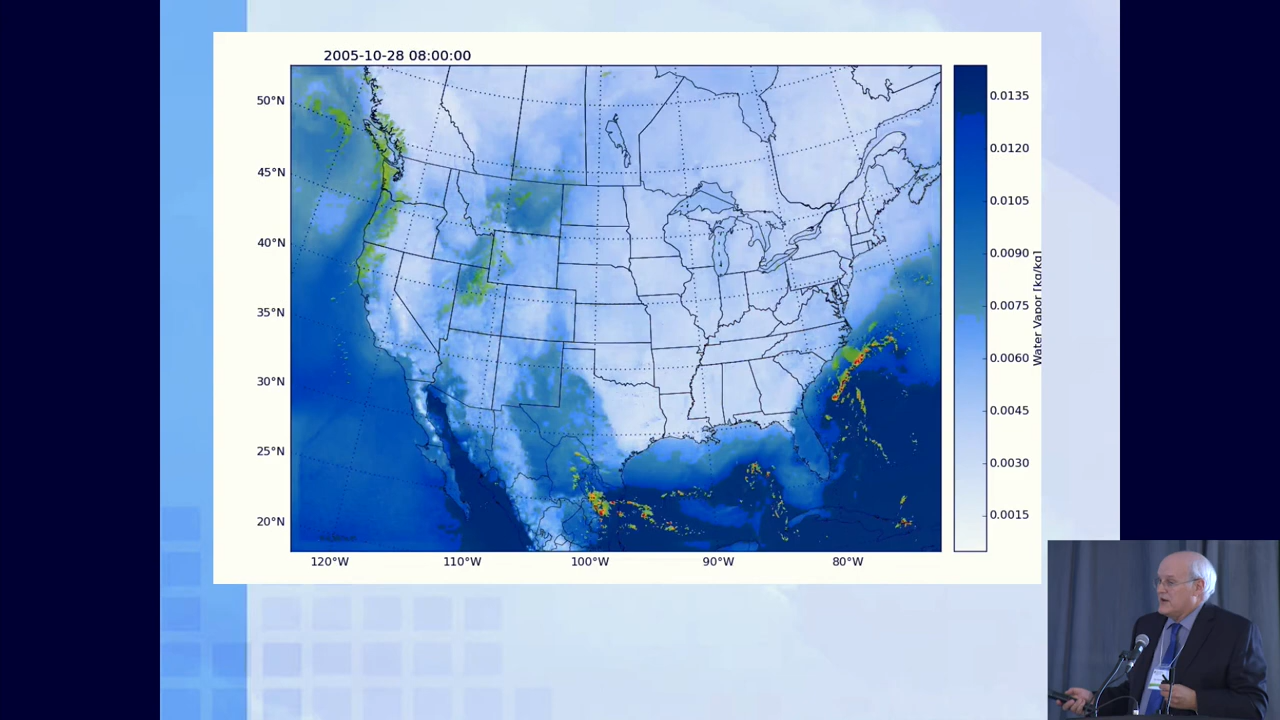 2005-10-28 08:00:00
50°N
45°N
40°N
35°N
30°N
25°N
20°N
120°W
110°W
100°W
90°W
80°W
0.0135
0.0120
0.0105
0.0090
0.0075
0.0060
0.0045
0.0030
0.0015
Water Vapor [kg/kg]